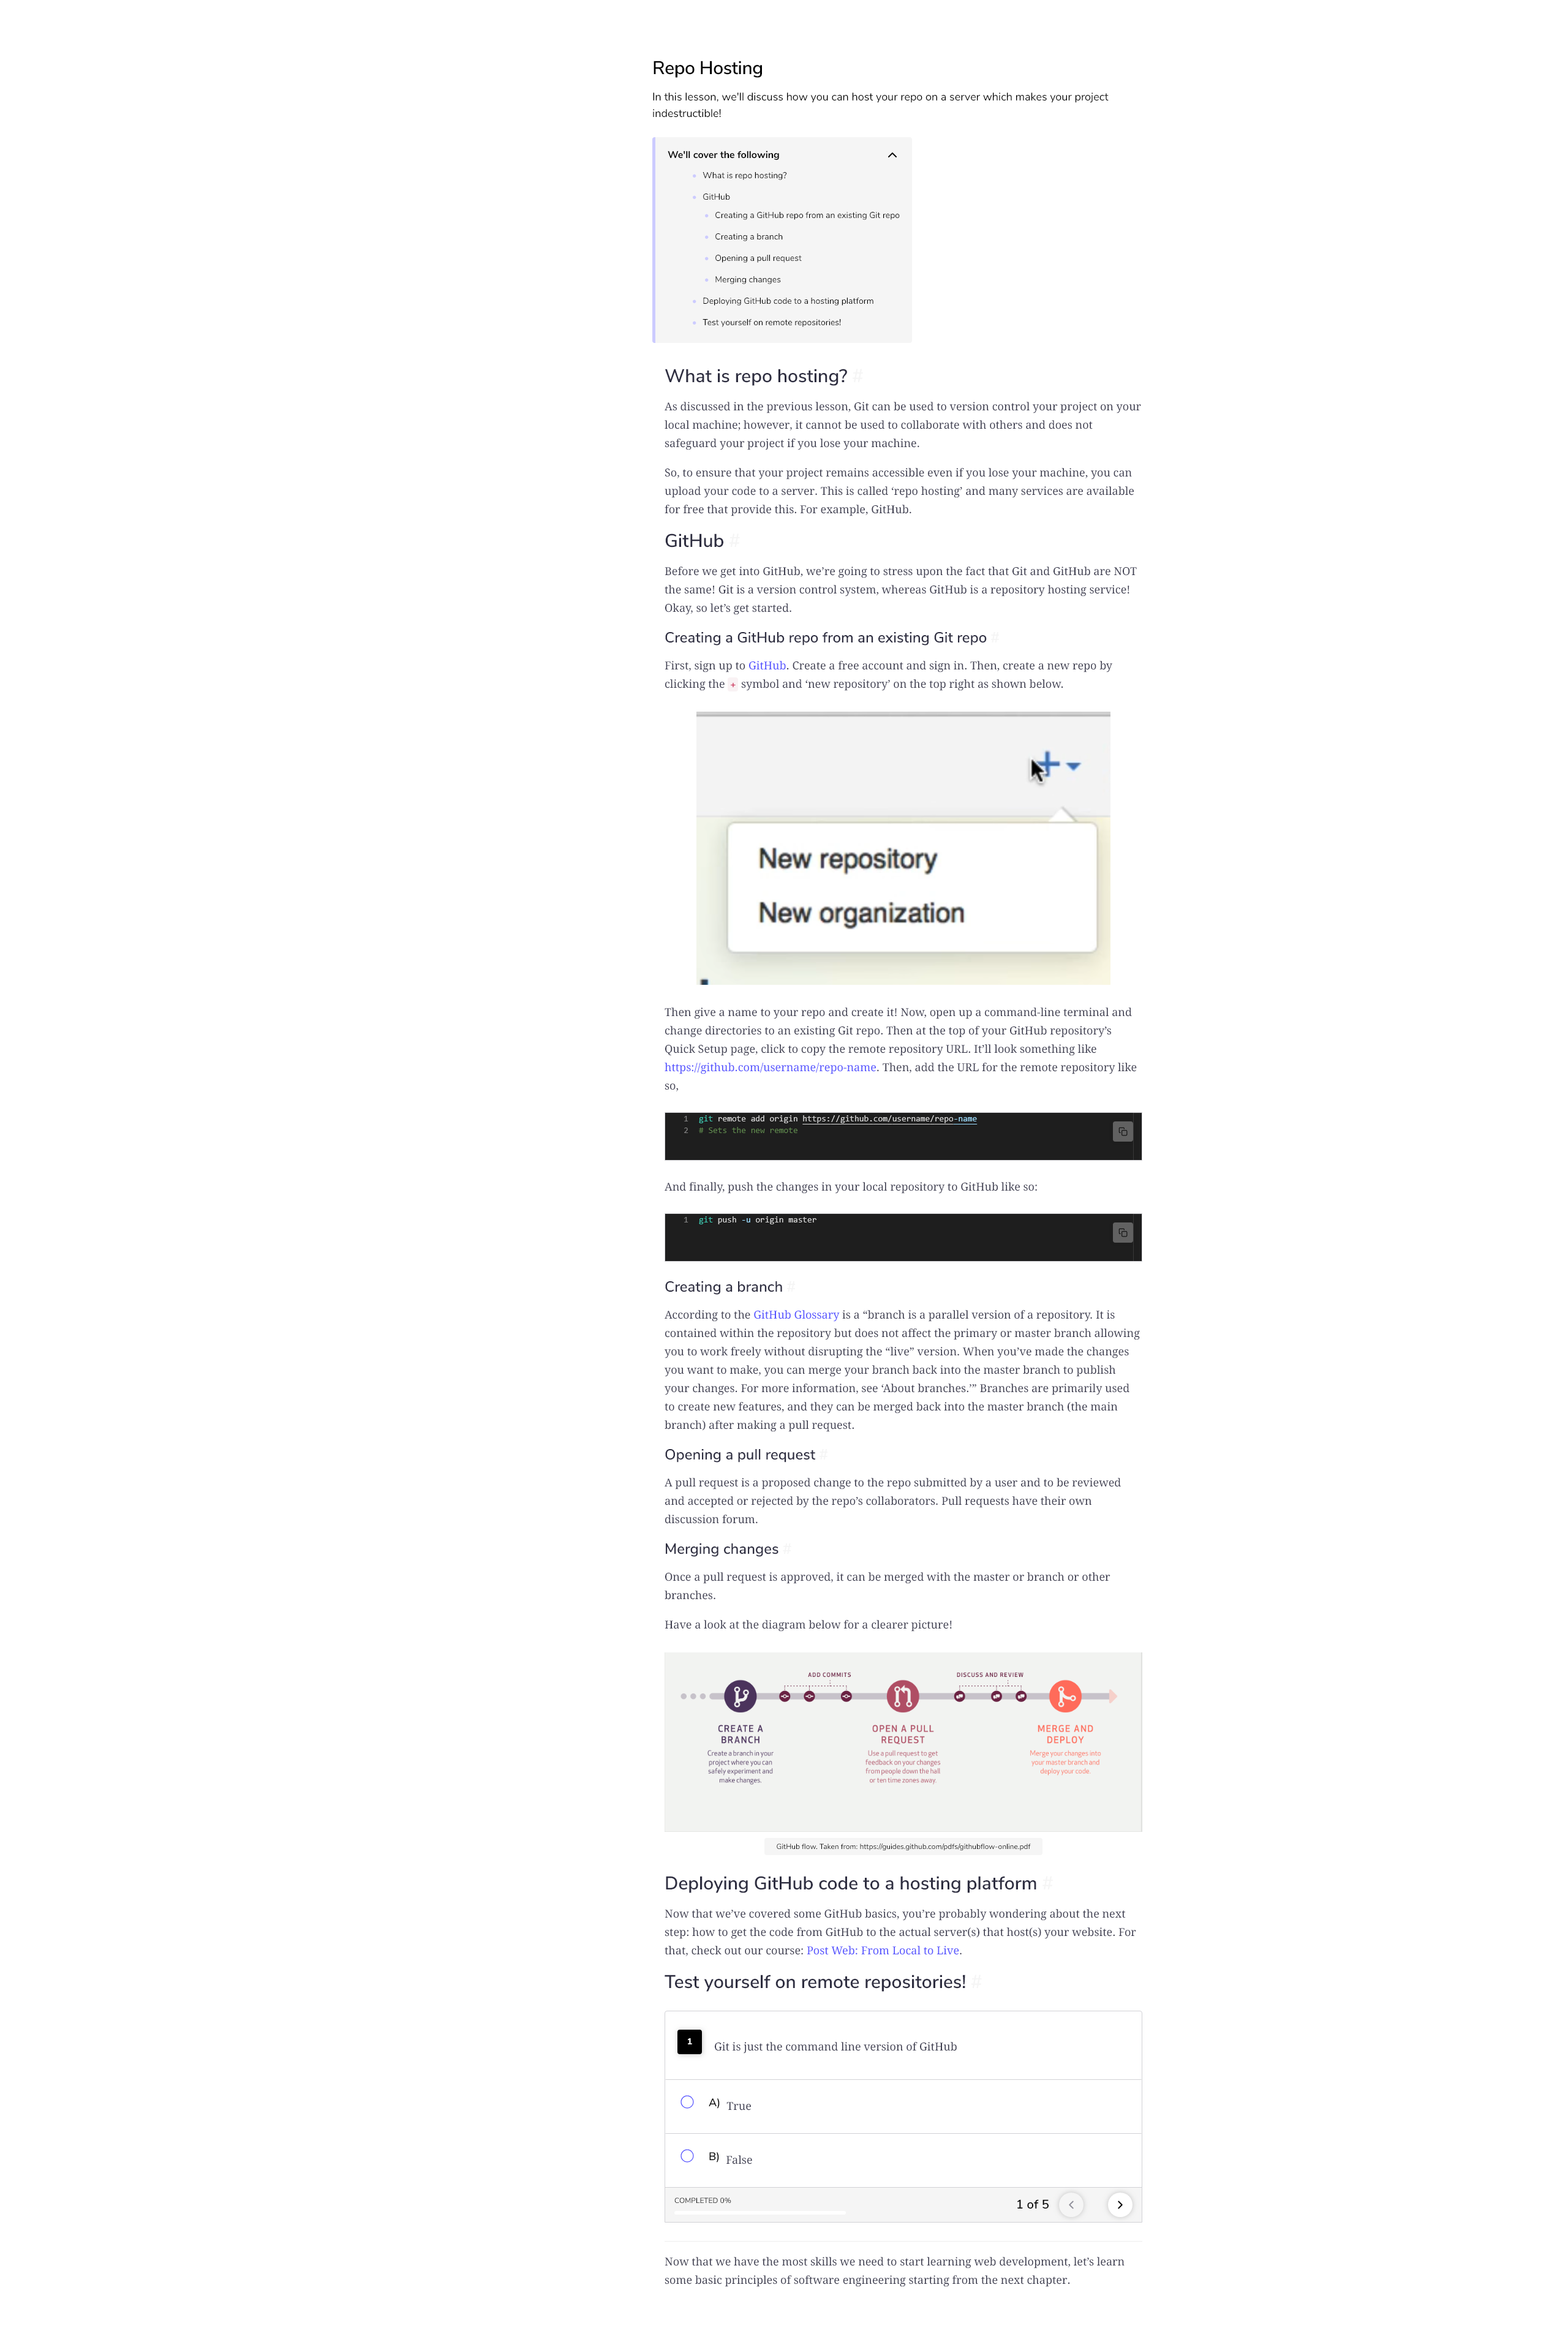 Repo Hosting
In this lesson, we'll discuss how you can host your repo on a server which makes your project
indestructible!
We'll cover the following
What is repo hosting?
GitHub
Creating a GitHub repo from an existing Git repo
Creating a branch
Opening a pull request
Merging changes
Deploying GitHub code to a hosting platform
Test yourself on remote repositories!
What is repo hosting? #
As discussed in the previous lesson, Git can be used to version control your project on your
local machine; however, it cannot be used to collaborate with others and does not
safeguard your project if you lose your machine.
So, to ensure that your project remains accessible even if you lose your machine, you can
upload your code to a server. This is called ‘repo hosting’ and many services are available
for free that provide this. For example, GitHub.
GitHub #
Before we get into GitHub, we’re going to stress upon the fact that Git and GitHub are NOT
the same! Git is a version control system, whereas GitHub is a repository hosting service!
Okay, so let’s get started.
Creating a GitHub repo from an existing Git repo #
First, sign up to GitHub. Create a free account and sign in. Then, create a new repo by
clicking the + symbol and ‘new repository’ on the top right as shown below.
New repository
New organization
Then give a name to your repo and create it! Now, open up a command-line terminal and
change directories to an existing Git repo. Then at the top of your GitHub repository’s
Quick Setup page, click to copy the remote repository URL. It’ll look something like
https://github.com/username/repo-name. Then, add the URL for the remote repository like
so,
1 git remote add origin https://github.com/username/repo-name
2 # Sets the new remote
And finally, push the changes in your local repository to GitHub like so:
1 git push -u origin master
Creating a branch #
According to the GitHub Glossary is a “branch is a parallel version of a repository. It is
contained within the repository but does not affect the primary or master branch allowing
you to work freely without disrupting the “live” version. When you’ve made the changes
you want to make, you can merge your branch back into the master branch to publish
your changes. For more information, see ‘About branches.’” Branches are primarily used
to create new features, and they can be merged back into the master branch (the main
branch) after making a pull request.
Opening a pull request #
A pull request is a proposed change to the repo submitted by a user and to be reviewed
and accepted or rejected by the repo’s collaborators. Pull requests have their own
discussion forum.
Merging changes #
Once a pull request is approved, it can be merged with the master or branch or other
branches.
Have a look at the diagram below for a clearer picture!
ADD COMMITS
DISCUSS AND REVIEW
CREATE A
BRANCH
Create a branch in your
project where you can
safely experiment and
make changes.
OPEN A PULL
REQUEST
Use a pull request to get
feedback on your changes
from people down the hall
or ten time zones away.
MERGE AND
DEPLOY
Merge your changes into
your master branch and
deploy your code.
GitHub flow. Taken from: https://guides.github.com/pdfs/githubflow-online.pdf
Deploying GitHub code to a hosting platform #
Now that we’ve covered some GitHub basics, you’re probably wondering about the next
step: how to get the code from GitHub to the actual server(s) that host(s) your website. For
that, check out our course: Post Web: From Local to Live.
Test yourself on remote repositories! #
1 Git is just the command line version of GitHub
A) True
B) False
COMPLETED 0%
1 of 5
Now that we have the most skills we need to start learning web development, let’s learn
some basic principles of software engineering starting from the next chapter.